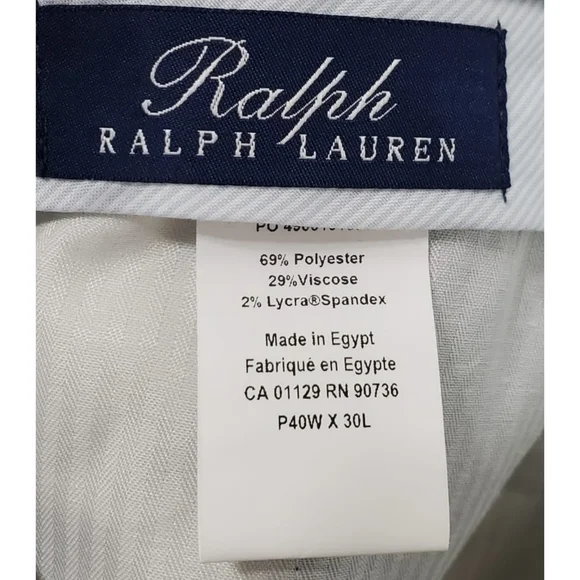 Ralph
RALPH LAUREN
PO
69% Polyester
29%Viscose
2% Lycra®Spandex
Made in Egypt
Fabriqué en Egypte
CA 01129 RN 90736
P40W X 30L